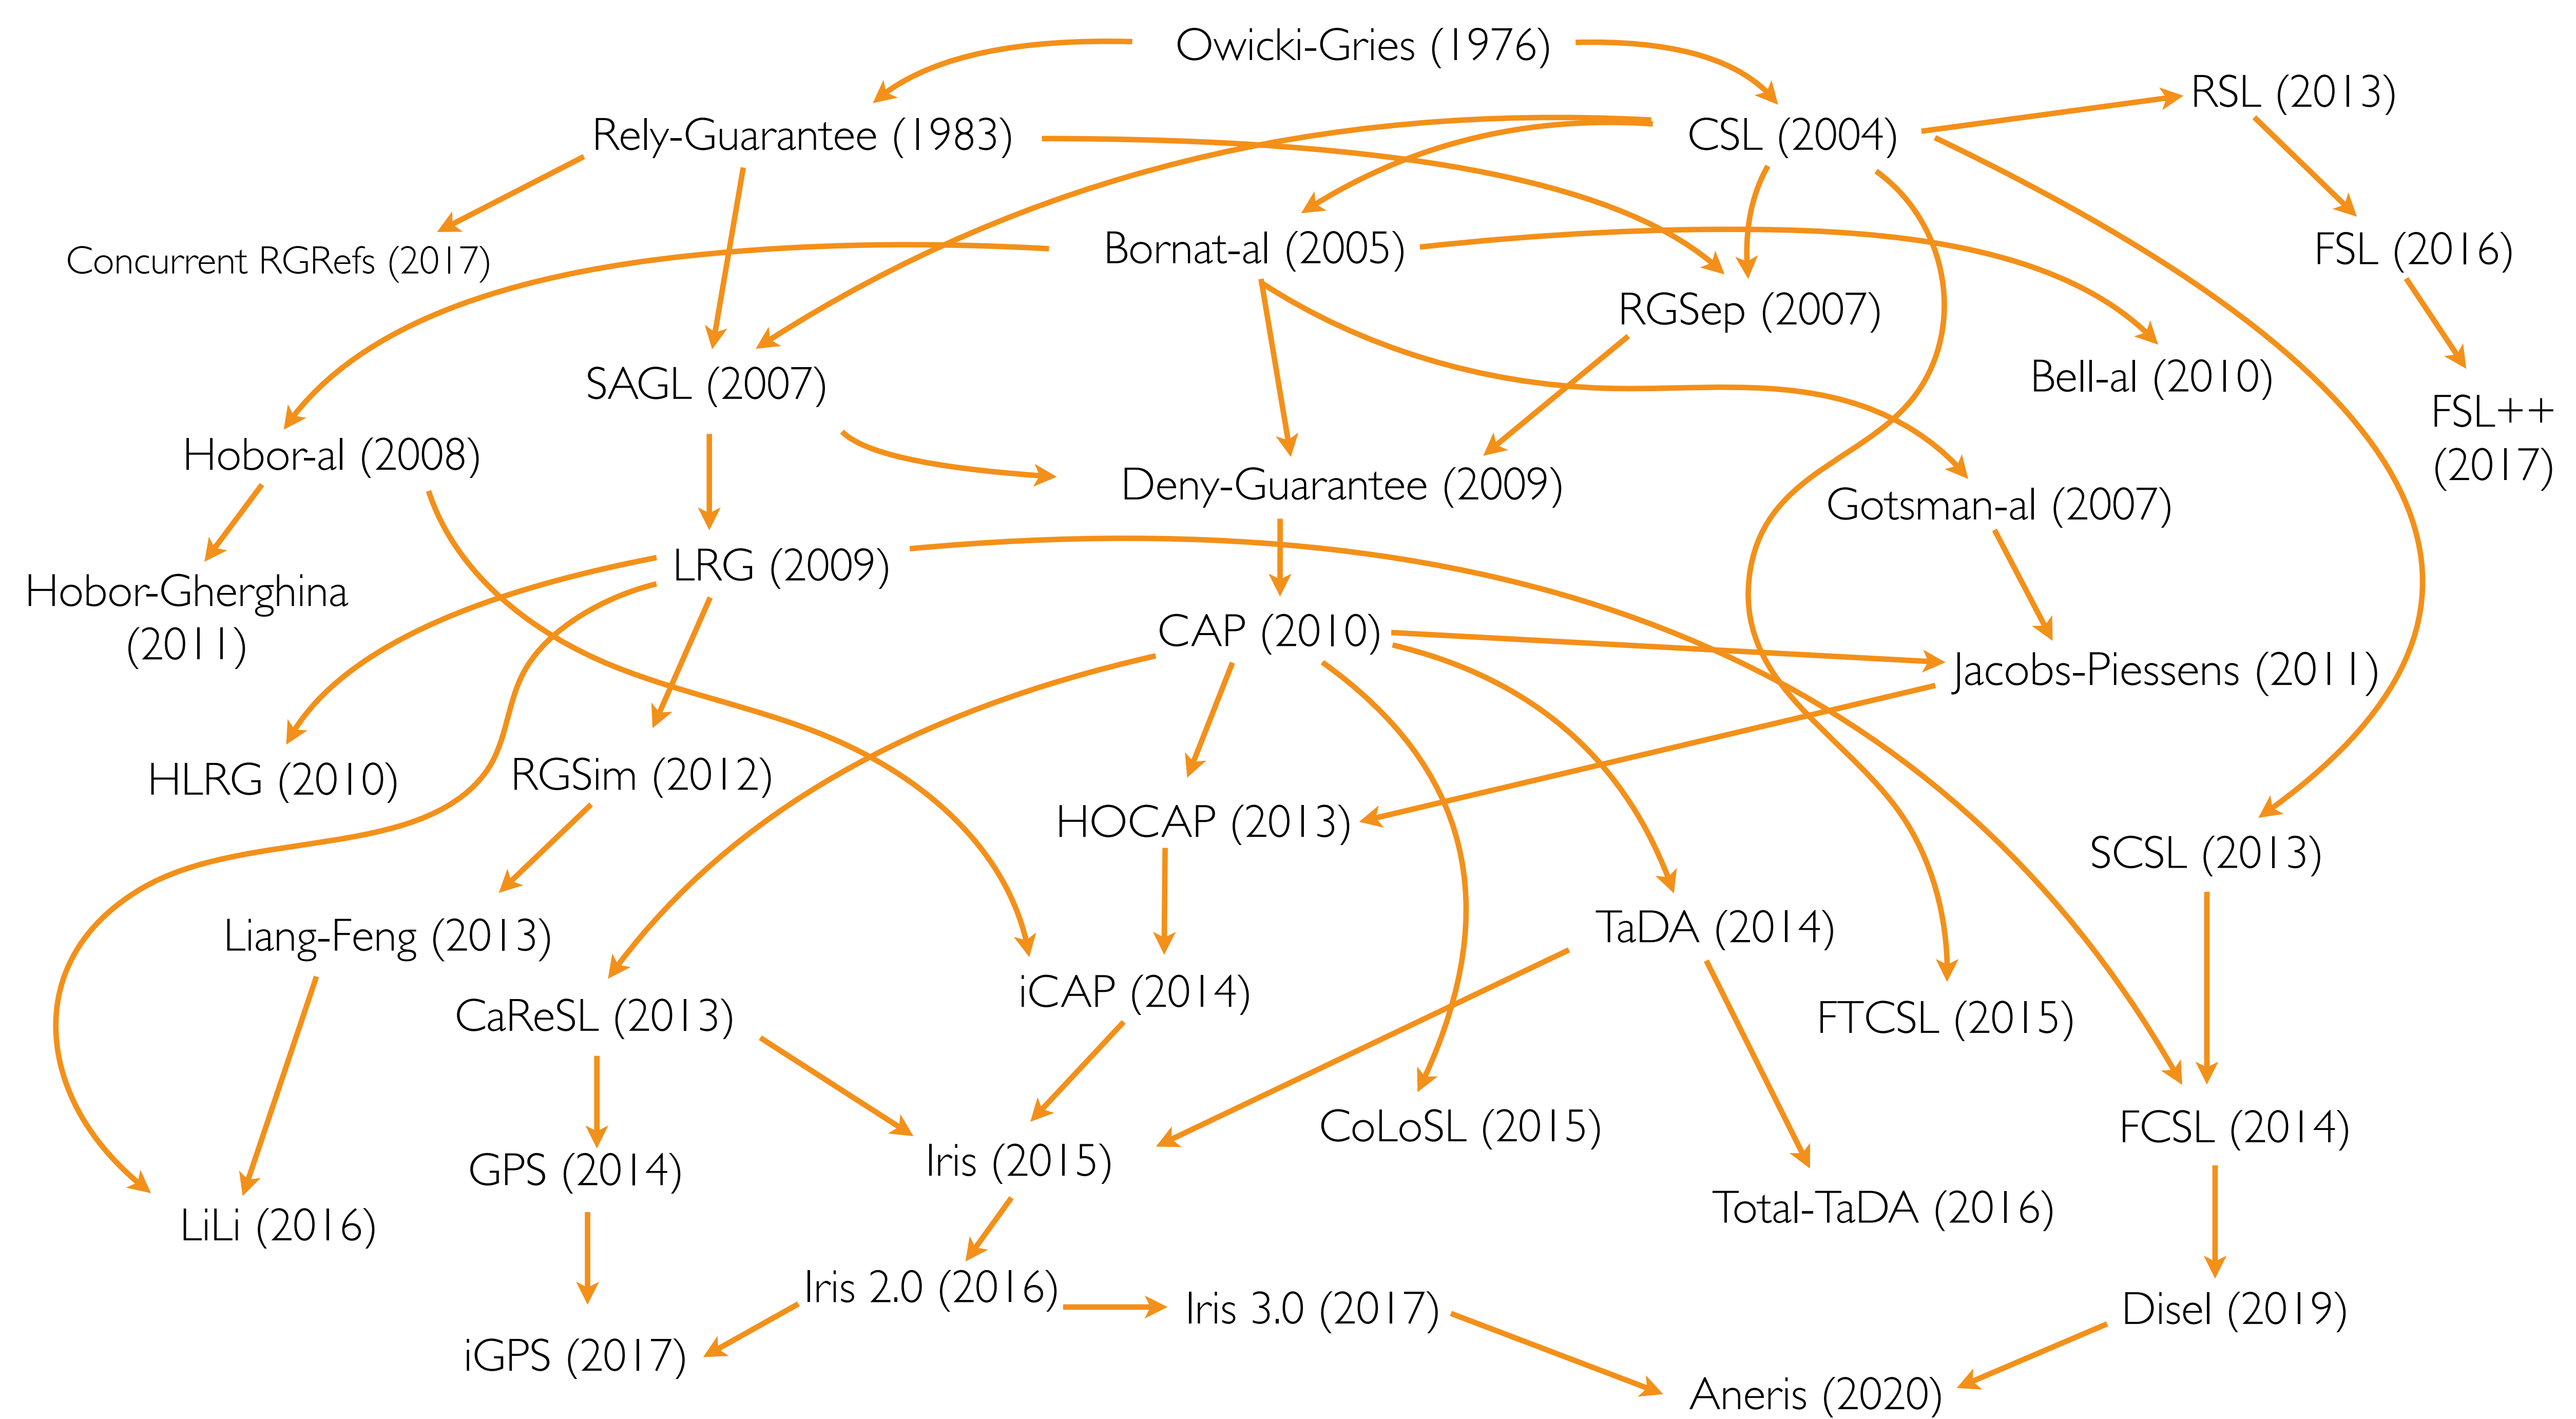 Owicki-Gries (1976)
RSL (2013)
Rely-Guarantee (1983)
CSL (2004)
Concurrent RGRefs (2017)
Bornat-al (2005)
FSL (2016)
RGSep (2007)
SAGL (2007)
Bell-al (2010)
FSL++
(2017)
Hobor-al (2008)
Deny-Guarantee (2009)
Gotsman-al (2007)
LRG (2009)
Hobor-Gherghina
(2011)
CAP (2010)
Jacobs-Piessens (2011)
HLRG (2010)
RGSim (2012)
HOCAP (2013)
SCSL (2013)
Liang-Feng (2013)
TaDA (2014)
iCAP (2014)
CaReSL (2013)
FTCSL (2015)
CoLoSL (2015)
FCSL (2014)
Iris (2015)
GPS (2014)
Total-TaDA (2016)
LiLi (2016)
Iris 2.0 (2016)
Iris 3.0 (2017)
Disel (2019)
iGPS (2017)
Aneris (2020)